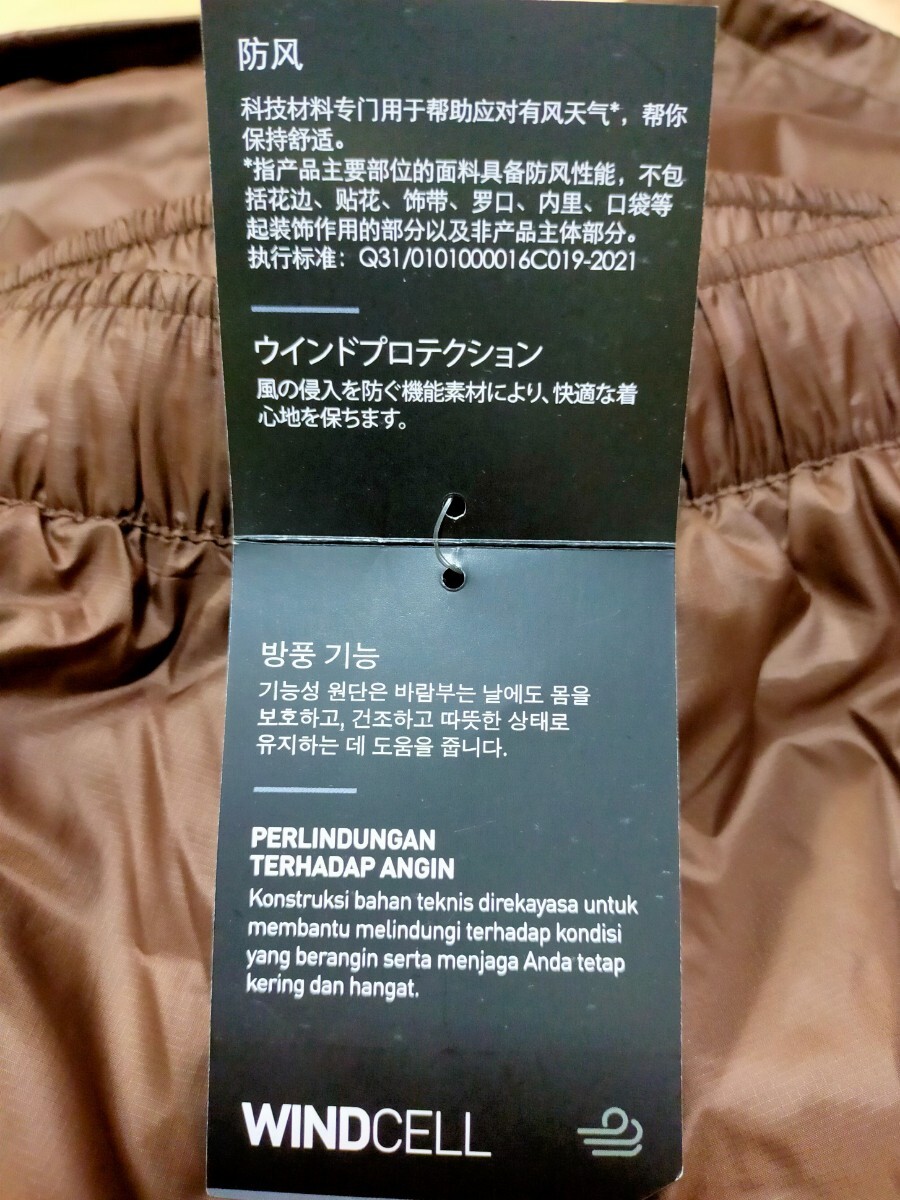 防风
科技材料专门用于帮助应对有风天气*，帮你
保持舒适。
*指产品主要部位的面料具备防风性能，不包
括花边、贴花、饰带、罗口、内里、口袋等
起装饰作用的部分以及非产品主体部分。
执行标准：Q31/0101000016C019-2021
ウインドプロテクション
風の侵入を防ぐ機能素材により、快適な着
心地を保ちます。
방풍 기능
기능성 원단은 바람부는 날에도 몸을
보호하고, 건조하고 따뜻한 상태로
유지하는 데 도움을 줍니다.
PERLINDUNGAN
TERHADAP ANGIN
Konstruksi bahan teknis direkayasa untuk
membantu melindungi terhadap kondisi
yang berangin serta menjaga Anda tetap
kering dan hangat.
WINDCELL